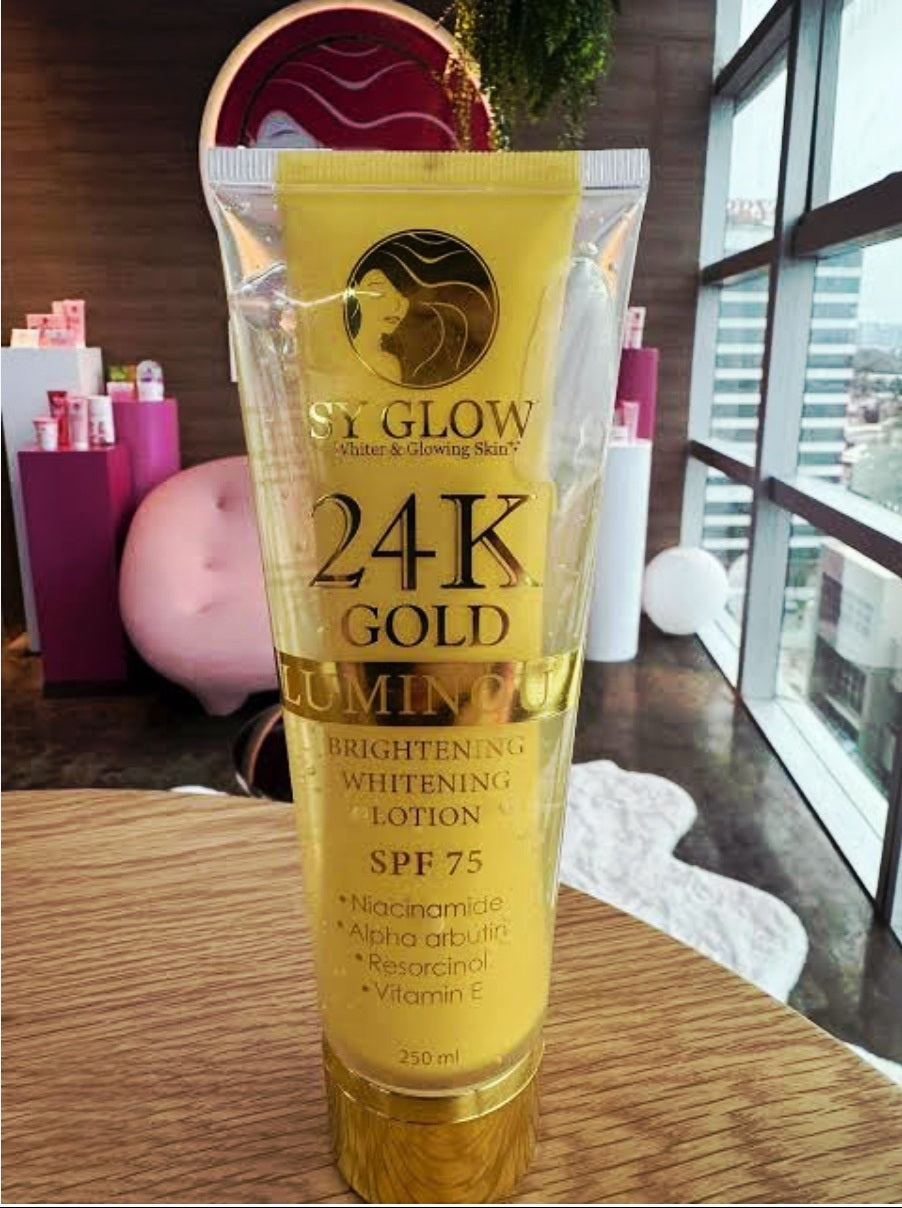 SY GLOW
Whiter & Glowing Skin
24K
GOLD
LUMINOUX
BRIGHTENING
WHITENING
LOTION
SPF 75
*Niacinamide
*Alpha arbutin
*Resorcinol
*Vitamin E
250 ml